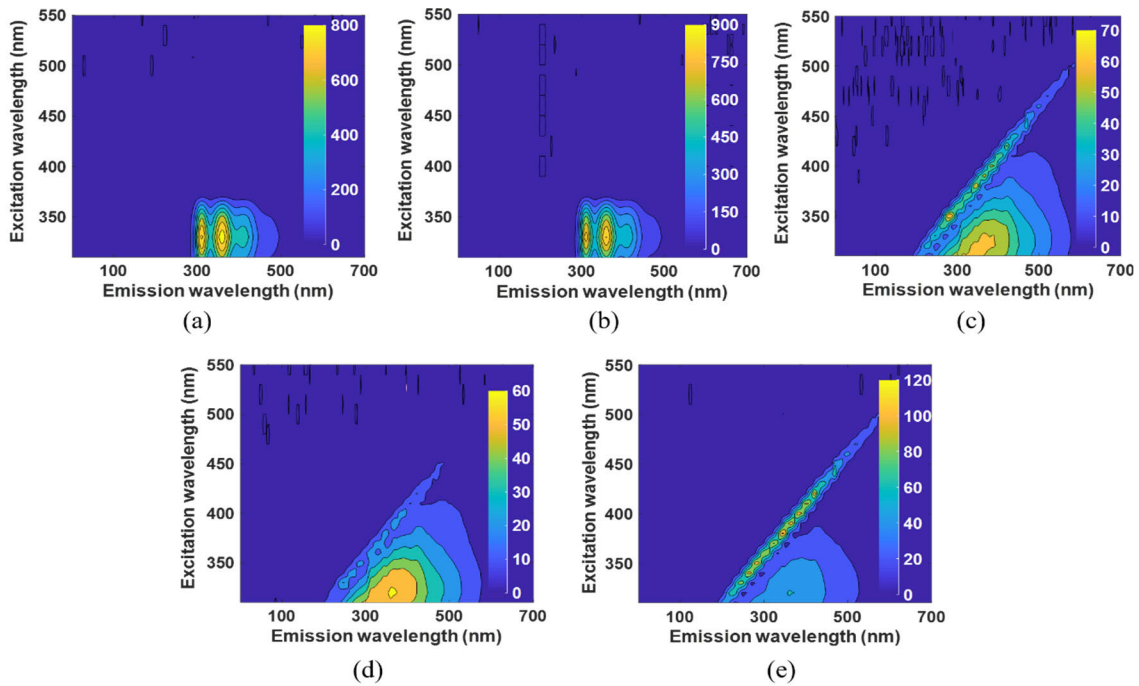 550 500 450 400 350
Excitation wavelength (nm)
800 600 400 200 0
100 300 500 700
Emission wavelength (nm)
(a)
550 500 450 400 350
Excitation wavelength (nm)
900 750 600 450 300 150 0
100 300 500 700
Emission wavelength (nm)
(b)
550 500 450 400 350
Excitation wavelength (nm)
70 60 50 40 30 20 10 0
100 300 500 700
Emission wavelength (nm)
(c)
550 500 450 400 350
Excitation wavelength (nm)
60 50 40 30 20 10 0
100 300 500 700
Emission wavelength (nm)
(d)
550 500 450 400 350
Excitation wavelength (nm)
120 100 80 60 40 20 0
100 300 500 700
Emission wavelength (nm)
(e)